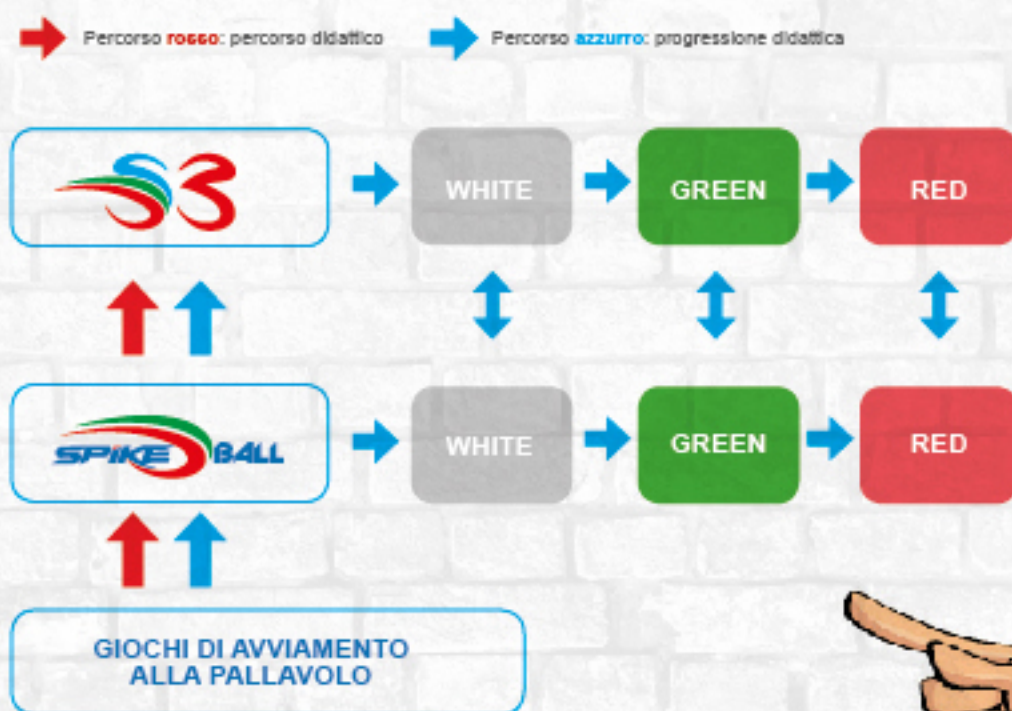 Percorso rosso: percorso didattico
Percorso azzurro: progressione didattica
S3
WHITE
GREEN
RED
SPIKE BALL
WHITE
GREEN
RED
GIOCHI DI AVVIAMENTO
ALLA PALLAVOLO